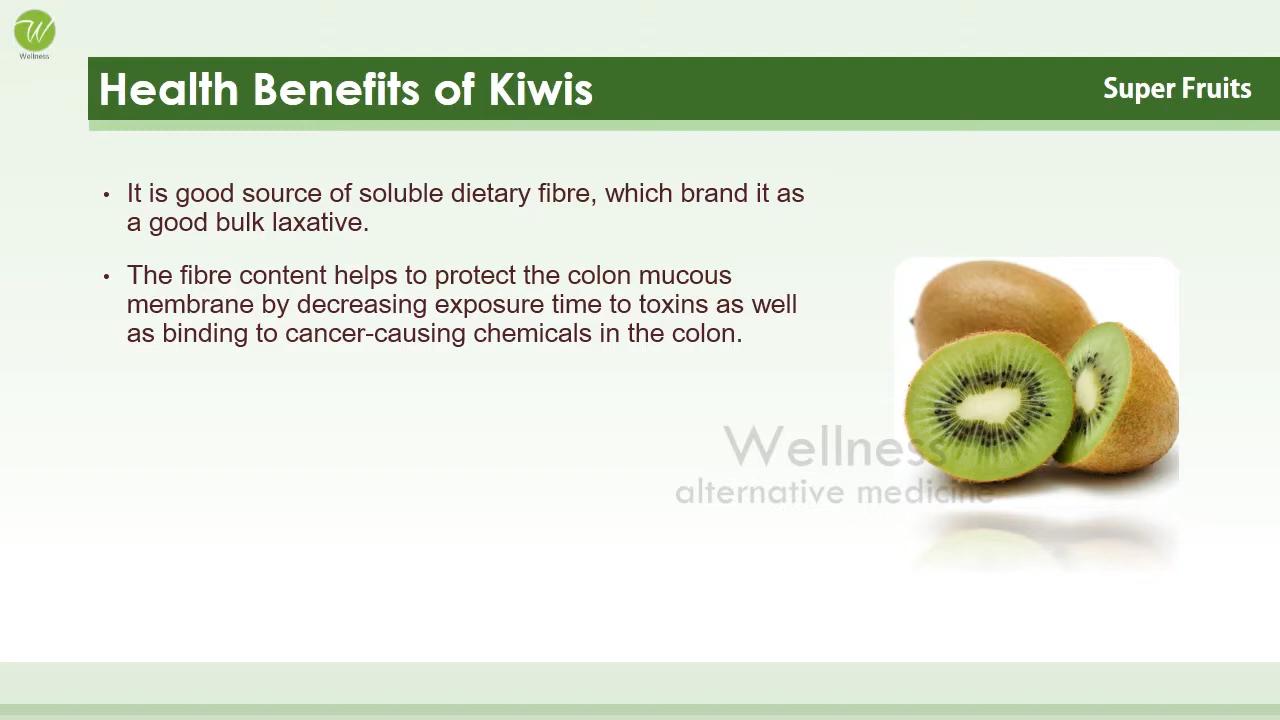 W
Wellness
Health Benefits of Kiwis
Super Fruits
• It is good source of soluble dietary fibre, which brand it as
a good bulk laxative.
• The fibre content helps to protect the colon mucous
membrane by decreasing exposure time to toxins as well
as binding to cancer-causing chemicals in the colon.
Wellness
alternative medicine